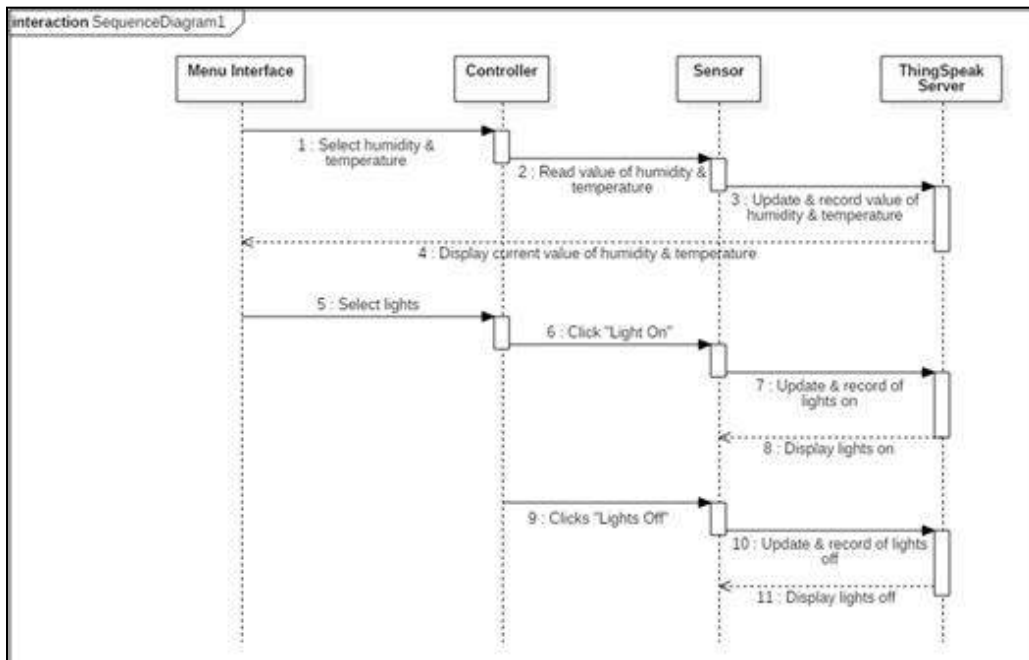 interaction SequenceDiagram1
Menu Interface
Controller
Sensor
ThingSpeak
Server
1 : Select humidity &
temperature
2 : Read value of humidity &
temperature
3 : Update & record value of
humidity & temperature
4 : Display current value of humidity & temperature
5 : Select lights
6 : Click "Light On"
7 : Update & record of
lights on
8 : Display lights on
9 : Clicks "Lights Off"
10 : Update & record of lights
off
11 : Display lights off